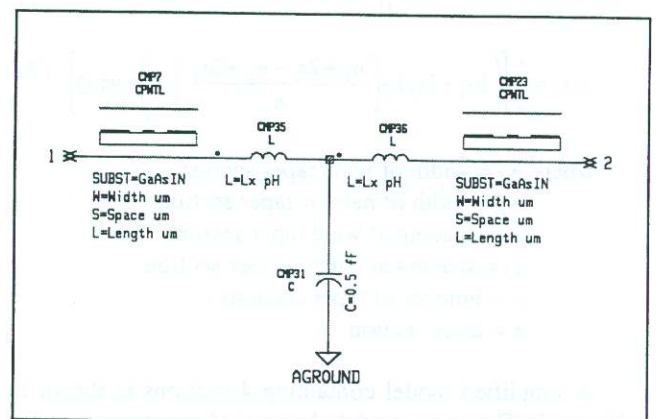 CMP7
CPWTL
CMP23
CPWTL
CMP35
L
CMP36
L
1
2
L=Lx pH
L=Lx pH
SUBST=GaAsIN
W=Width um
S=Space um
L=Length um
SUBST=GaAsIN
W=Width um
S=Space um
L=Length um
CMP31
C
C=0.5 fF
AGROUND